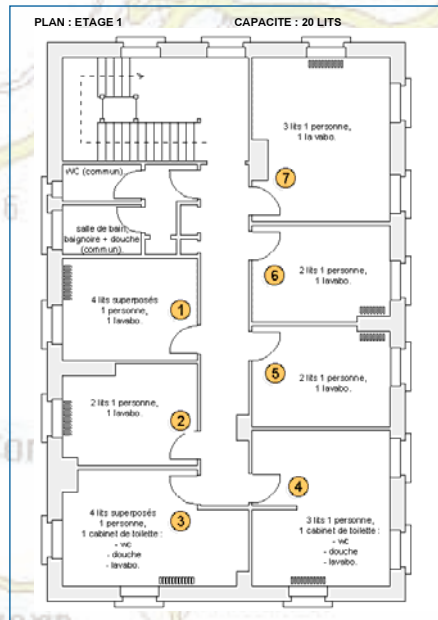 PLAN : ETAGE 1 CAPACITE : 20 LITS
3 lits 1 personne,
1 la vabo.
7
WC (commun).
salle de bain,
baignoire + douche
(commun).
6
2 lits 1 personne,
1 lavabo.
4 lits superposés
1 personne,
1 lavabo.
1
5
2 lits 1 personne,
1 lavabo.
2 lits 1 personne,
1 lavabo.
2
4
4 lits superposés
1 personne,
1 cabinet de toilette :
- wc
- douche
- lavabo.
3
3 lits 1 personne,
1 cabinet de toilette :
- wc
- douche
- lavabo.